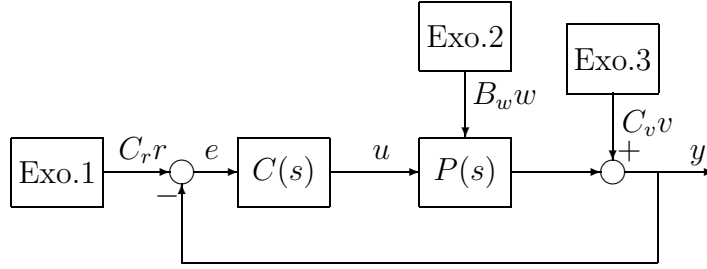 Exo.2
Exo.3
B_w w
C_v v
C_r r
e
u
+
y
Exo.1
C(s)
P(s)
−